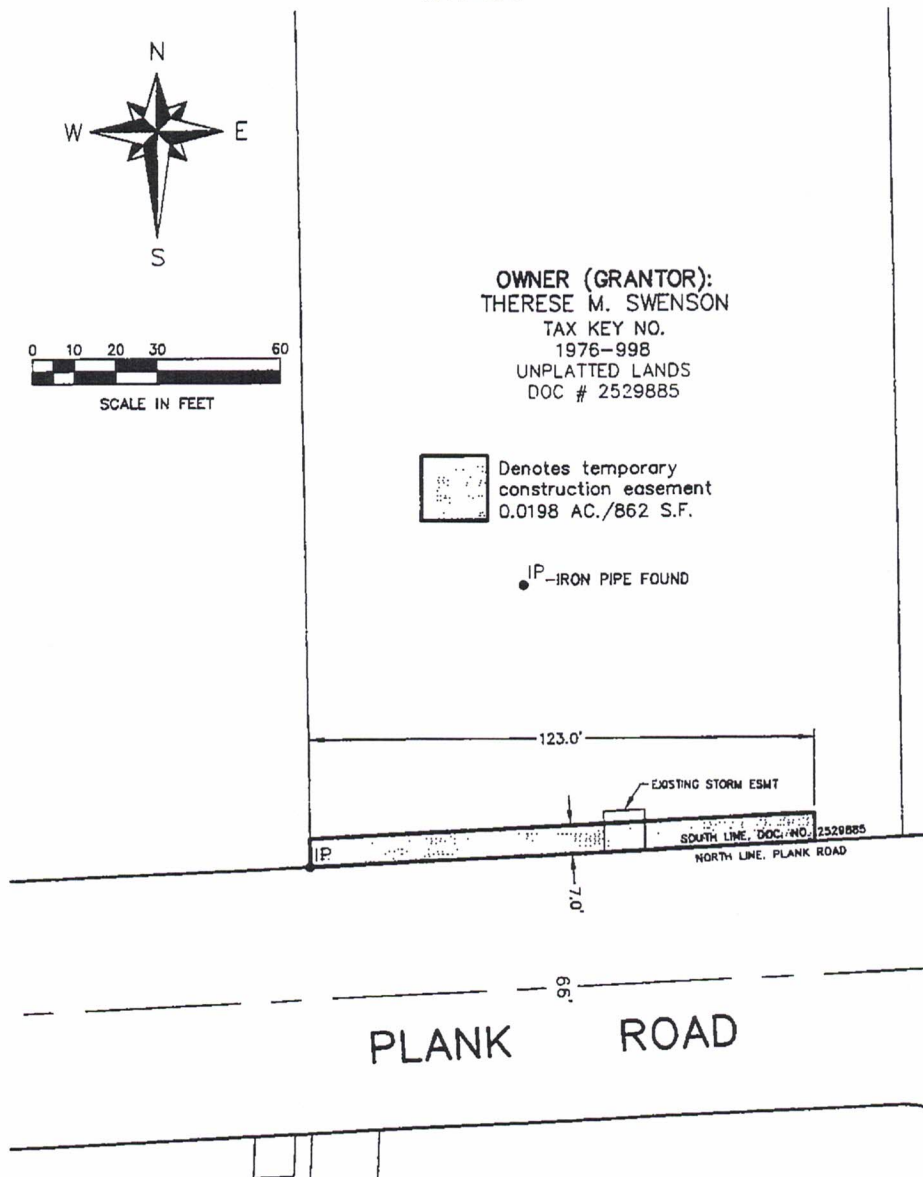 N
W E
S
0 10 20 30 60
SCALE IN FEET
OWNER (GRANTOR):
THERESE M. SWENSON
TAX KEY NO.
1976-998
UNPLATTED LANDS
DOC # 2529885
Denotes temporary
construction easement
0.0198 AC./862 S.F.
IP-IRON PIPE FOUND
123.0'
EXISTING STORM ESMT
IP
SOUTH LINE, DOC. NO. 2529885
NORTH LINE, PLANK ROAD
7.0'
66'
PLANK ROAD